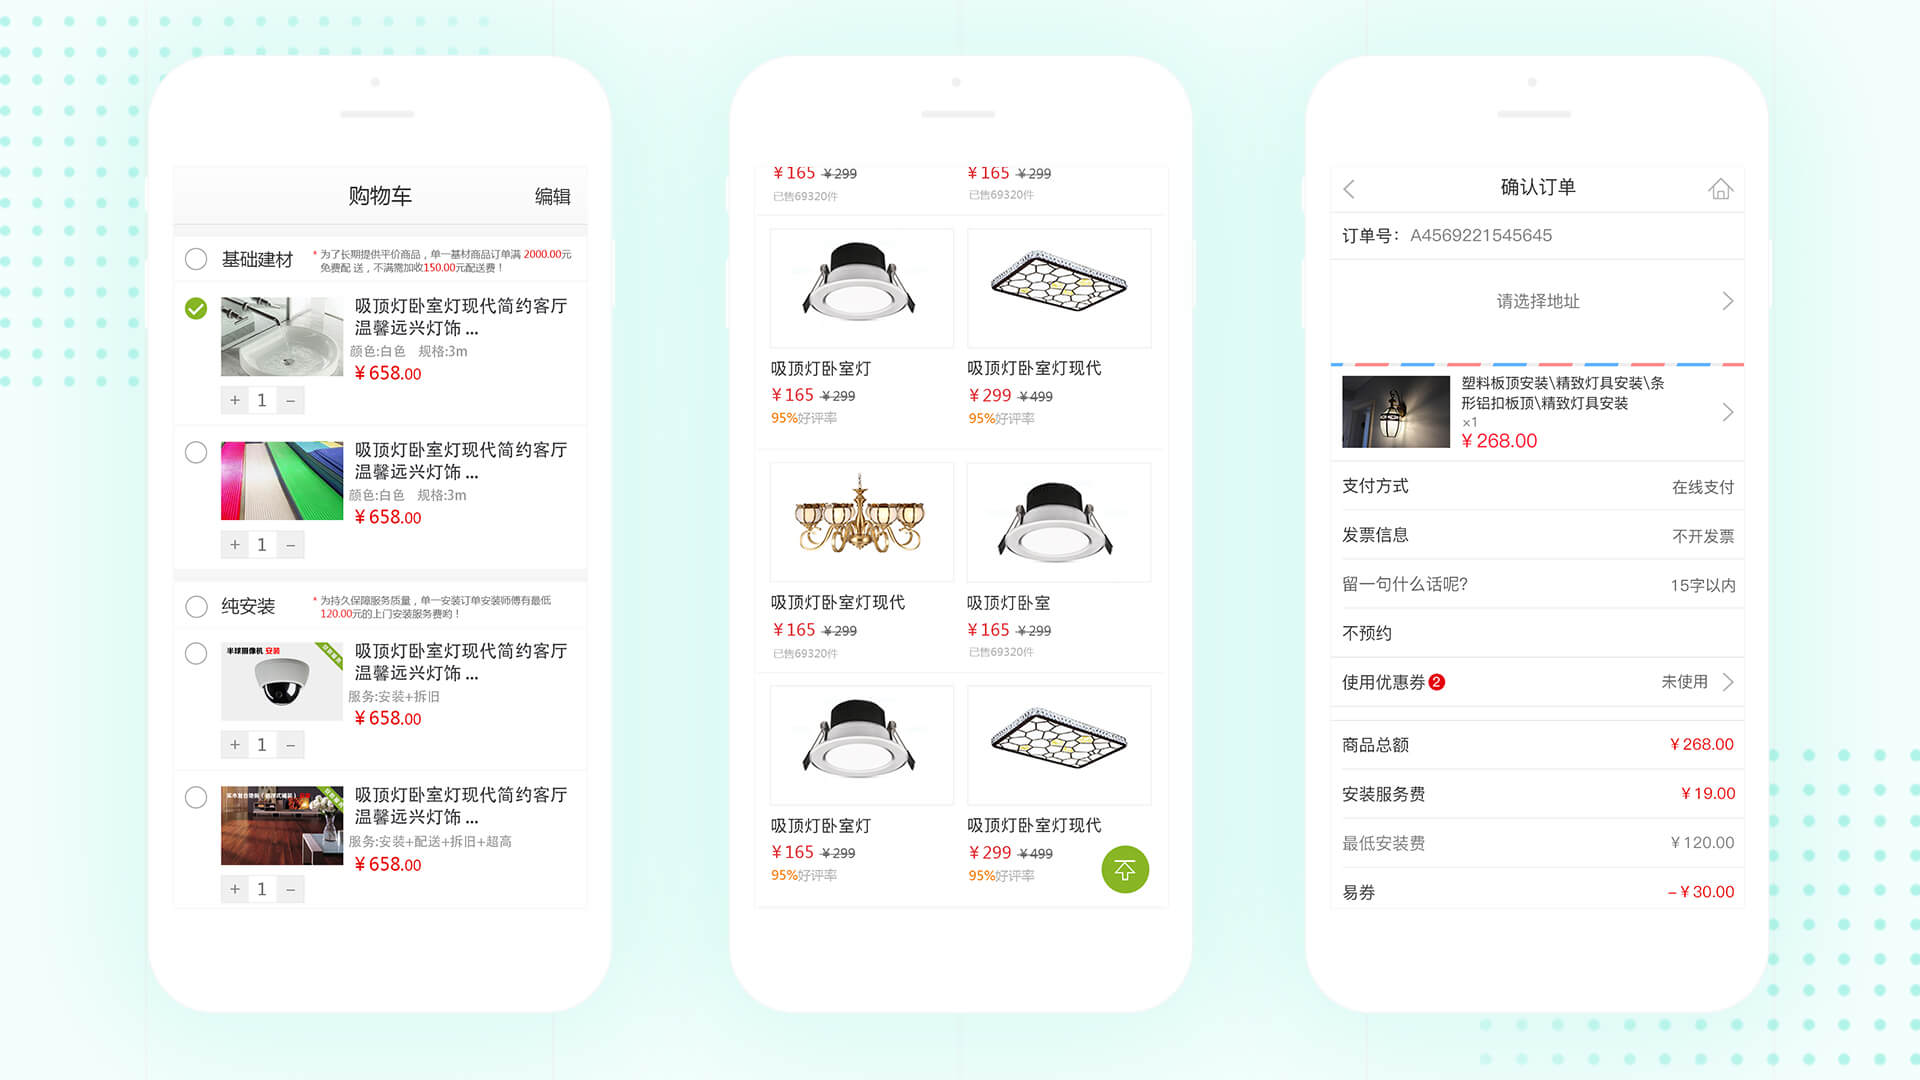 购物车
编辑
基础建材
* 为了长期提供平价商品，单一基材商品订单满 2000.00元
免费配 送，不满需加收150.00元配送费！
吸顶灯卧室灯现代简约客厅
温馨远兴灯饰 ...
颜色:白色 规格:3m
¥658.00
+ 1 −
吸顶灯卧室灯现代简约客厅
温馨远兴灯饰 ...
颜色:白色 规格:3m
¥658.00
+ 1 −
纯安装
* 为持久保障服务质量，单一安装订单安装师傅有最低
120.00元的上门安装服务费哟！
半球摄像机 安装
吸顶灯卧室灯现代简约客厅
温馨远兴灯饰 ...
服务:安装+拆旧
¥658.00
+ 1 −
吸顶灯卧室灯现代简约客厅
温馨远兴灯饰 ...
服务:安装+配送+拆旧+超高
¥658.00
+ 1 −
¥165 ¥299
已售69320件
¥165 ¥299
已售69320件
吸顶灯卧室灯
¥165 ¥299
95%好评率
吸顶灯卧室灯现代
¥299 ¥499
95%好评率
吸顶灯卧室灯现代
¥165 ¥299
已售69320件
吸顶灯卧室
¥165 ¥299
已售69320件
吸顶灯卧室灯
¥165 ¥299
95%好评率
吸顶灯卧室灯现代
¥299 ¥499
95%好评率
确认订单
订单号：A4569221545645
请选择地址
塑料板顶安装\精致灯具安装\条
形铝扣板顶\精致灯具安装
×1
¥268.00
支付方式 在线支付
发票信息 不开发票
留一句什么话呢? 15字以内
不预约
使用优惠券 2 未使用
商品总额 ¥268.00
安装服务费 ¥19.00
最低安装费 ¥120.00
易券 −¥30.00